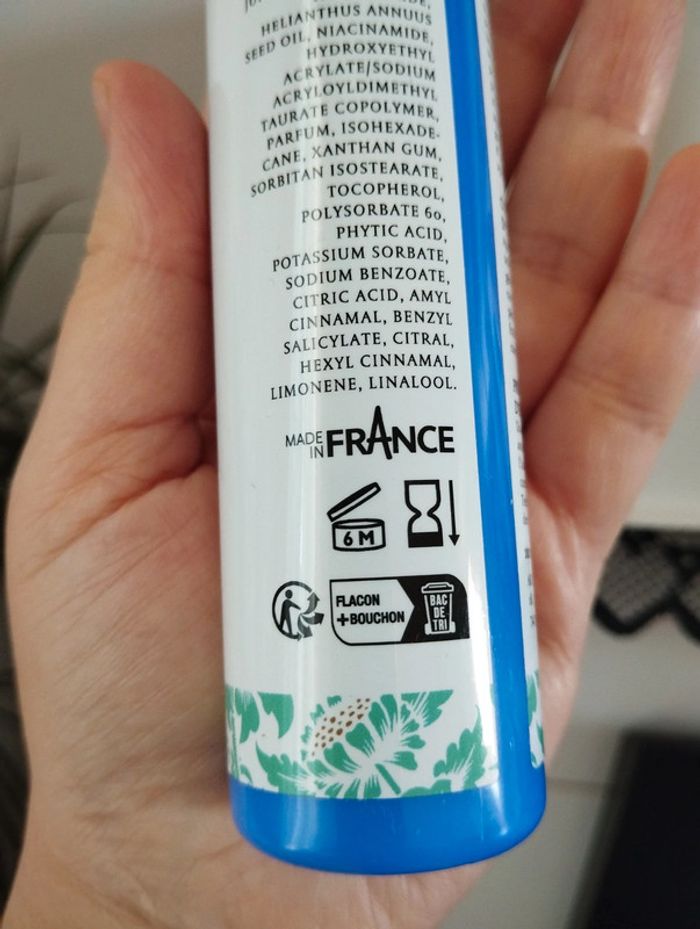 HELIANTHUS ANNUUS
SEED OIL, NIACINAMIDE,
HYDROXYETHYL
ACRYLATE/SODIUM
ACRYLOYLDIMETHYL
TAURATE COPOLYMER,
PARFUM, ISOHEXADE-
CANE, XANTHAN GUM,
SORBITAN ISOSTEARATE,
TOCOPHEROL,
POLYSORBATE 60,
PHYTIC ACID,
POTASSIUM SORBATE,
SODIUM BENZOATE,
CITRIC ACID, AMYL
CINNAMAL, BENZYL
SALICYLATE, CITRAL,
HEXYL CINNAMAL,
LIMONENE, LINALOOL.
MADE IN FRANCE
6 M
FLACON
+BOUCHON
BAC
DE
TRI